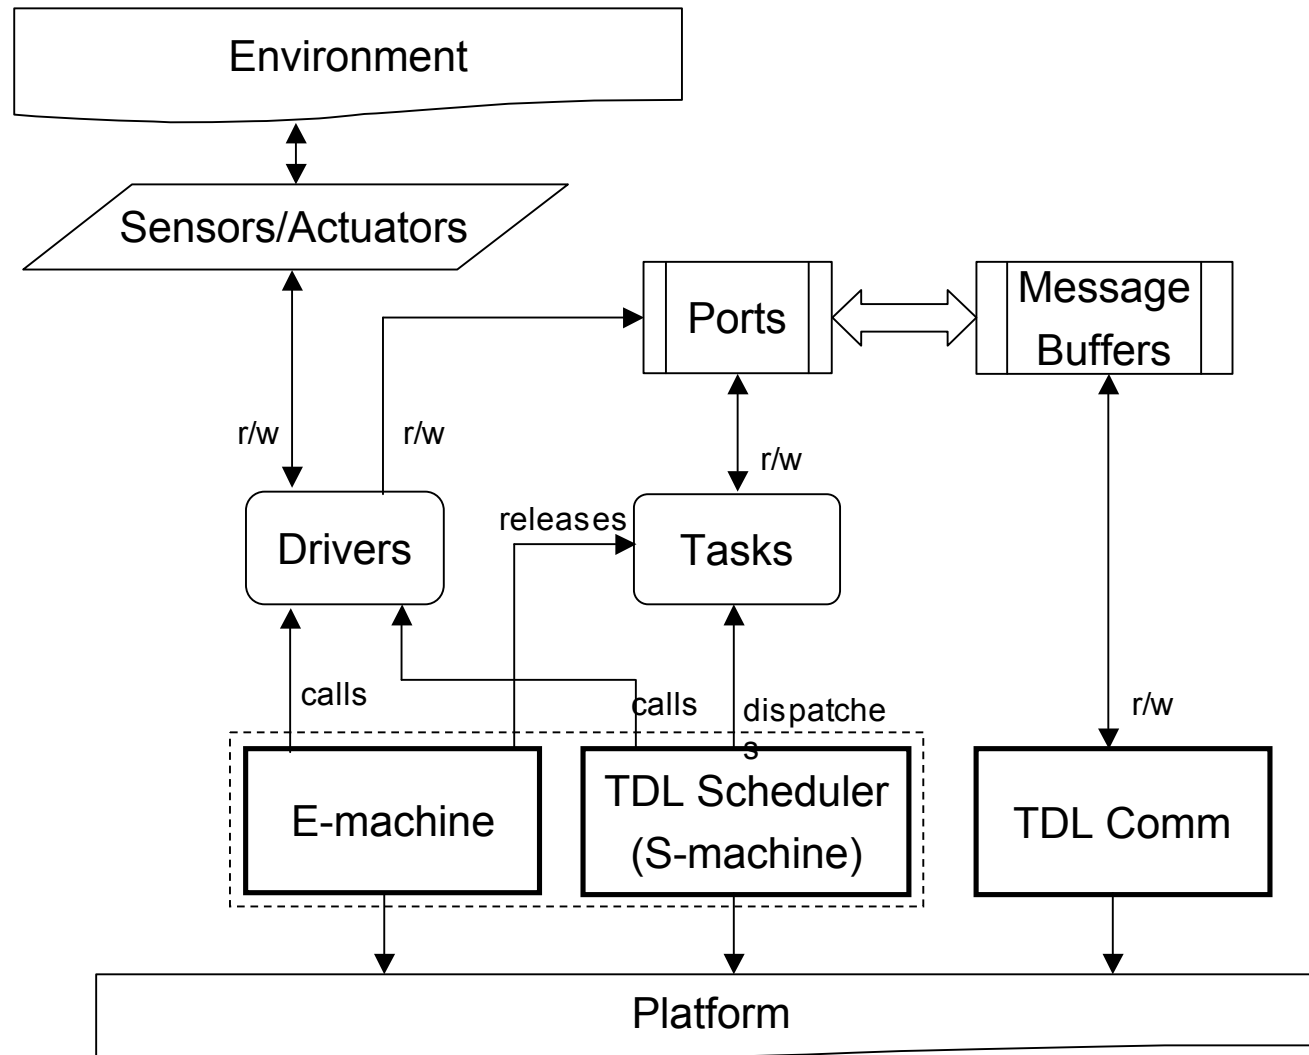 Environment
Sensors/Actuators
Ports
Message
Buffers
r/w
r/w
r/w
releases
Drivers
Tasks
calls
calls
dispatche
s
r/w
E-machine
TDL Scheduler
(S-machine)
TDL Comm
Platform